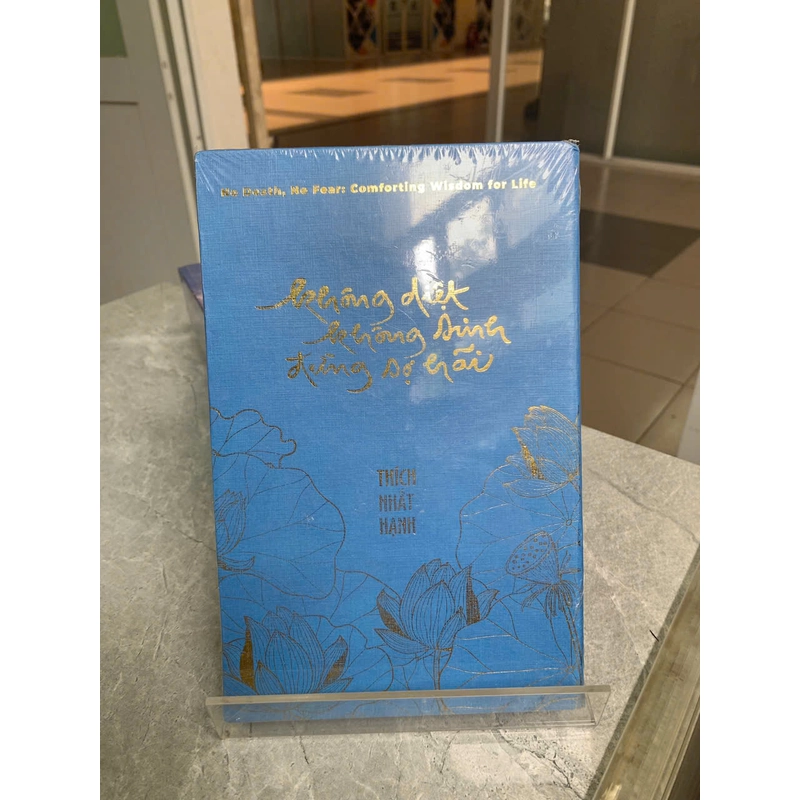 No Death, No Fear: Comforting Wisdom for Life
không diệt
không sinh
đừng sợ hãi
THÍCH
NHẤT
HẠNH